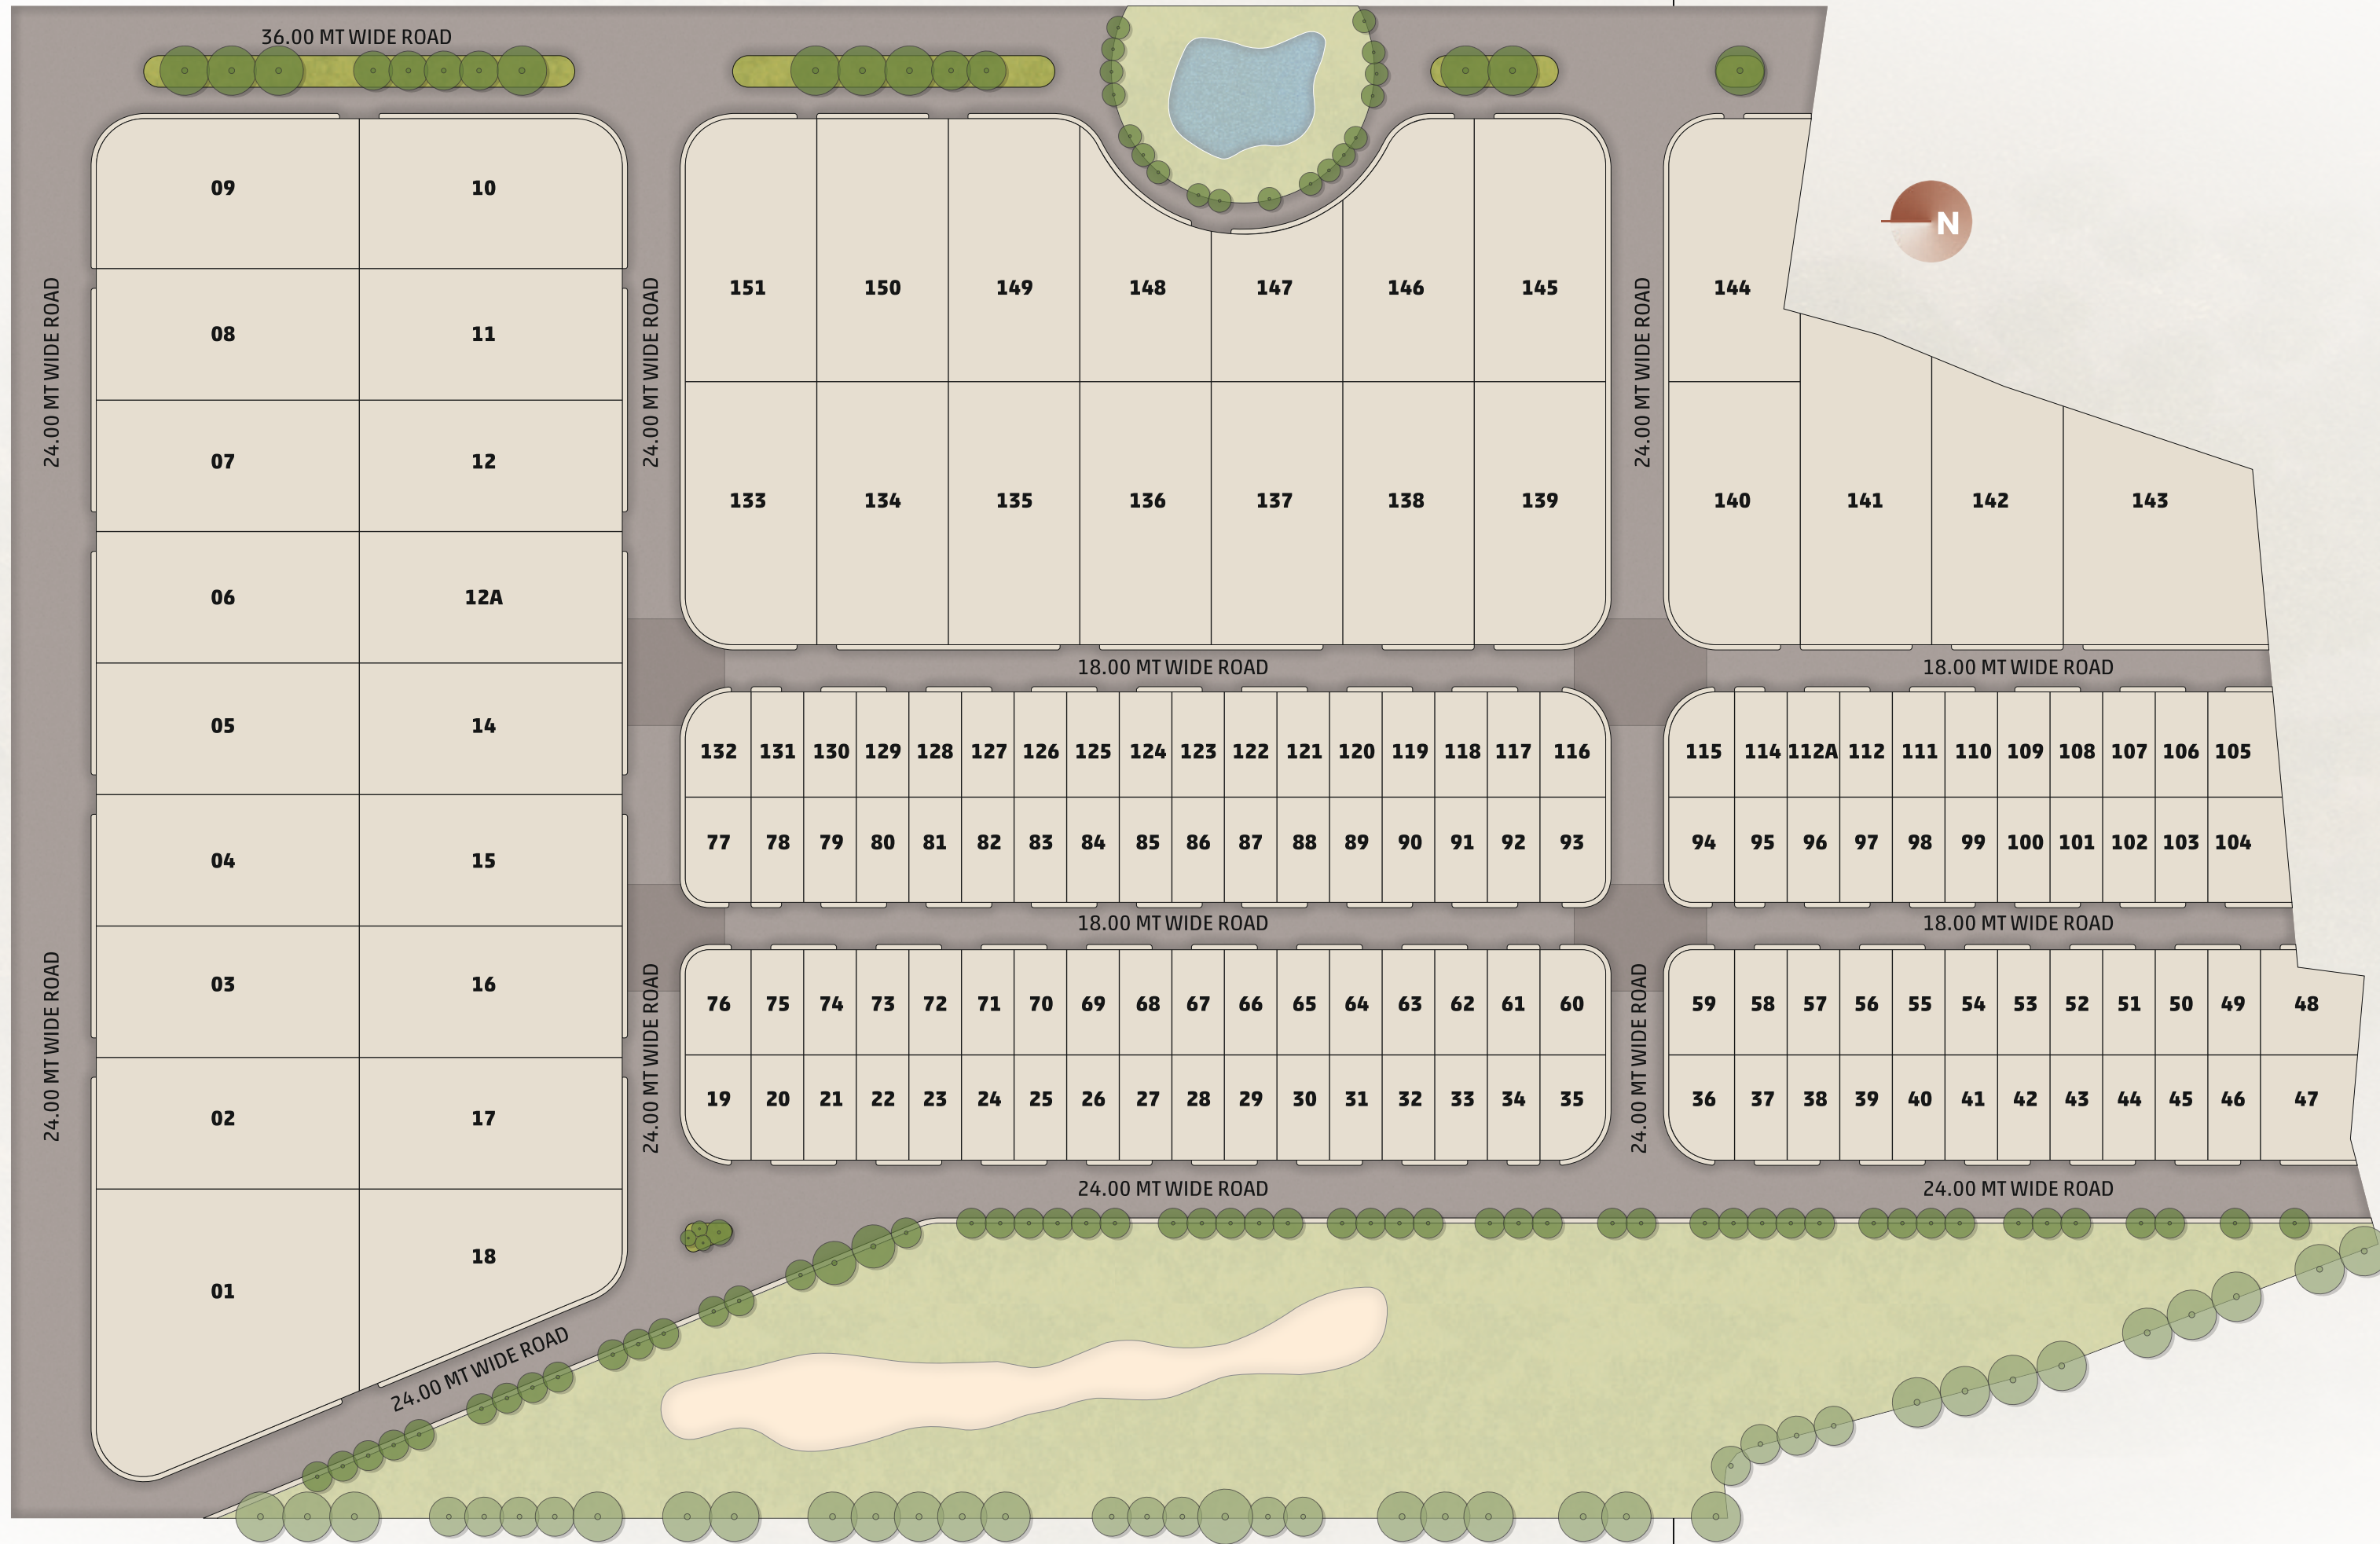 36.00 MT WIDE ROAD
N
09 10
151 150 149 148 147 146 145 144
24.00 MT WIDE ROAD
24.00 MT WIDE ROAD
24.00 MT WIDE ROAD
08 11
07 12
133 134 135 136 137 138 139 140 141 142 143
06 12A
18.00 MT WIDE ROAD
18.00 MT WIDE ROAD
05 14
132 131 130 129 128 127 126 125 124 123 122 121 120 119 118 117 116
115 114 112A 112 111 110 109 108 107 106 105
04 15
77 78 79 80 81 82 83 84 85 86 87 88 89 90 91 92 93
94 95 96 97 98 99 100 101 102 103 104
18.00 MT WIDE ROAD
18.00 MT WIDE ROAD
03 16
76 75 74 73 72 71 70 69 68 67 66 65 64 63 62 61 60
59 58 57 56 55 54 53 52 51 50 49 48
24.00 MT WIDE ROAD
24.00 MT WIDE ROAD
24.00 MT WIDE ROAD
02 17
19 20 21 22 23 24 25 26 27 28 29 30 31 32 33 34 35
36 37 38 39 40 41 42 43 44 45 46 47
24.00 MT WIDE ROAD
24.00 MT WIDE ROAD
01 18
24.00 MT WIDE ROAD